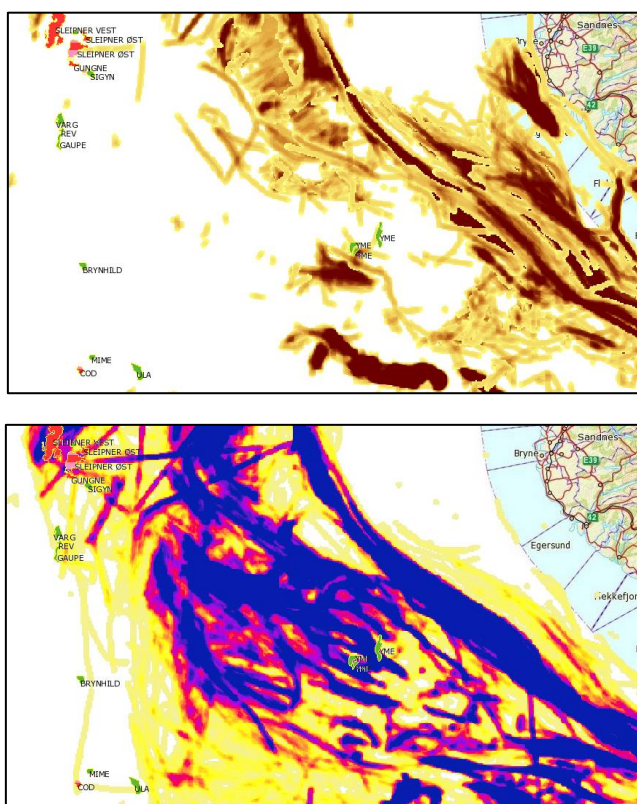 SLEIPNER VEST
SLEIPNER ØST
SLEIPNER ØST
GUNGNE
SIGYN
VARG
REV
GAUPE
BRYNHILD
MIME
COD
ULA
YME
YME
YME
Sandnes
E39
42
SLEIPNER VEST
SLEIPNER ØST
SLEIPNER ØST
GUNGNE
SIGYN
VARG
REV
GAUPE
BRYNHILD
MIME
COD
ULA
YME
Sandnes
Bryne
E39
42
Egersund